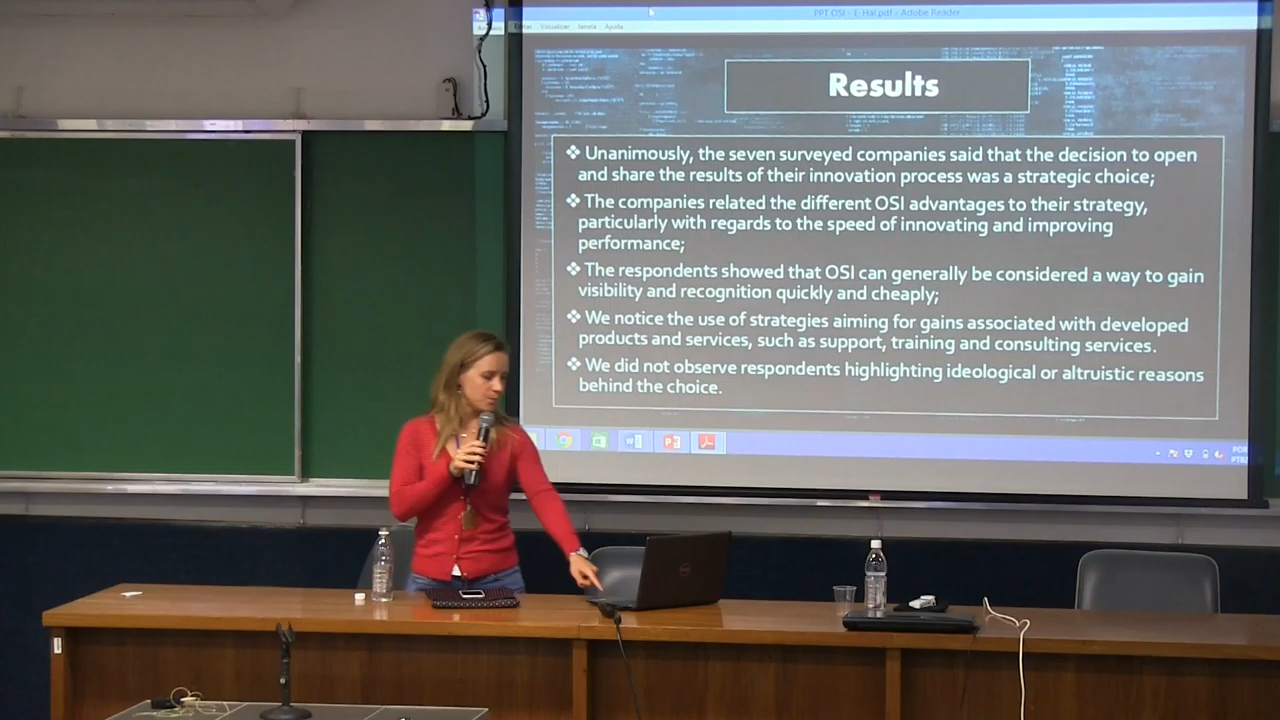 PPT OSI - E-Hal.pdf - Adobe Reader
Editar Visualizar Janela Ajuda
Results
❖ Unanimously, the seven surveyed companies said that the decision to open
and share the results of their innovation process was a strategic choice;
❖ The companies related the different OSI advantages to their strategy,
particularly with regards to the speed of innovating and improving
performance;
❖ The respondents showed that OSI can generally be considered a way to gain
visibility and recognition quickly and cheaply;
❖ We notice the use of strategies aiming for gains associated with developed
products and services, such as support, training and consulting services.
❖ We did not observe respondents highlighting ideological or altruistic reasons
behind the choice.
POR
DELL